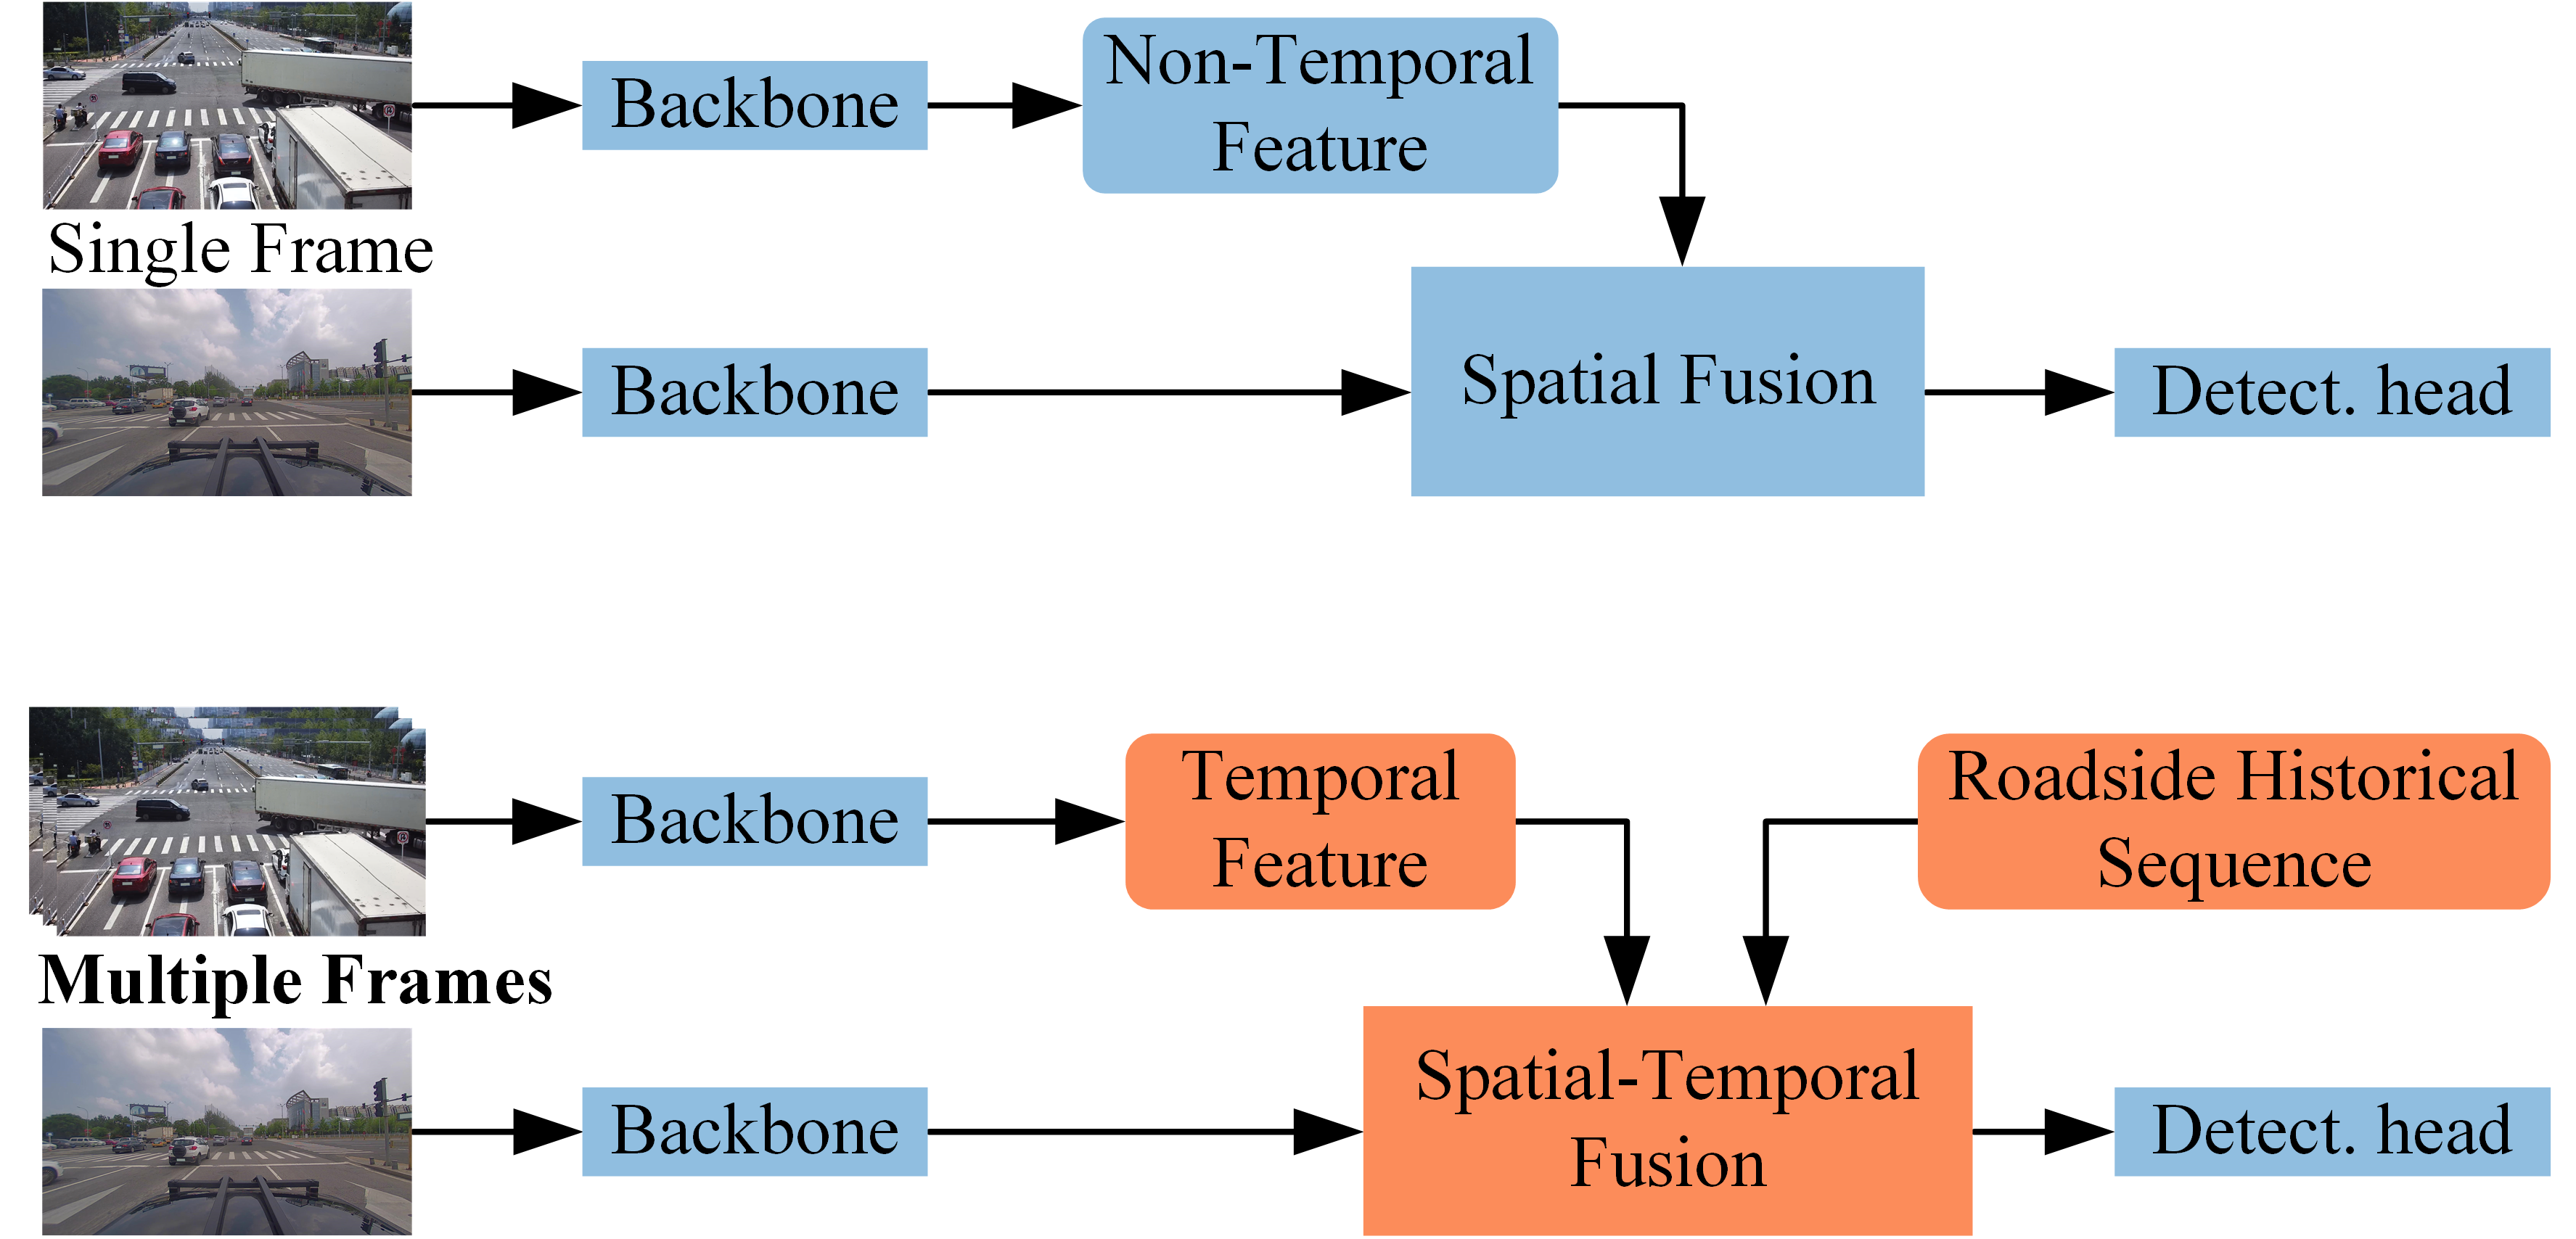 Non-Temporal
Feature
Backbone
Single Frame
Backbone
Spatial Fusion
Detect. head
Temporal
Feature
Roadside Historical
Sequence
Backbone
Multiple Frames
Backbone
Spatial-Temporal
Fusion
Detect. head